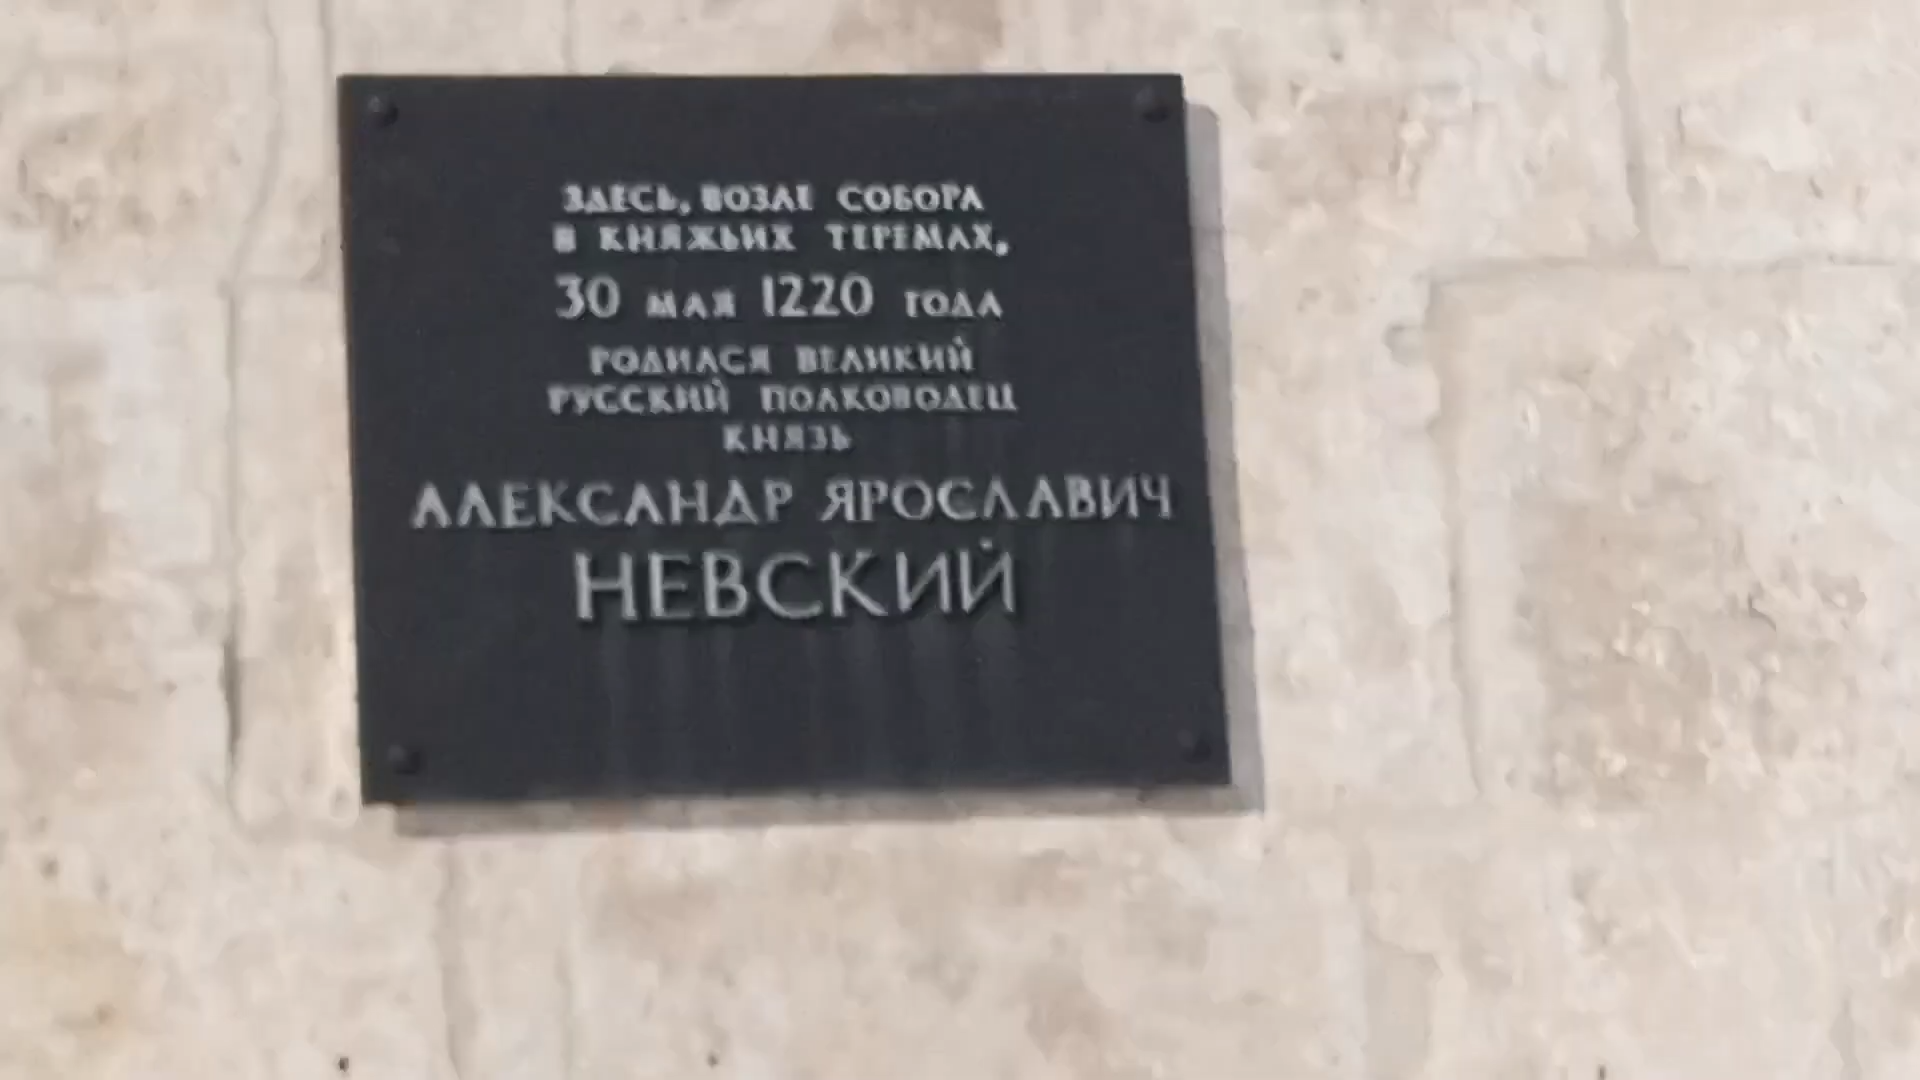 ЗДЕСЬ, ВОЗЛЕ СОБОРА
В КНЯЖЬИХ ТЕРЕМАХ,
30 МАЯ 1220 ГОДА
РОДИЛСЯ ВЕЛИКИЙ
РУССКИЙ ПОЛКОВОДЕЦ
КНЯЗЬ
АЛЕКСАНДР ЯРОСЛАВИЧ
НЕВСКИЙ